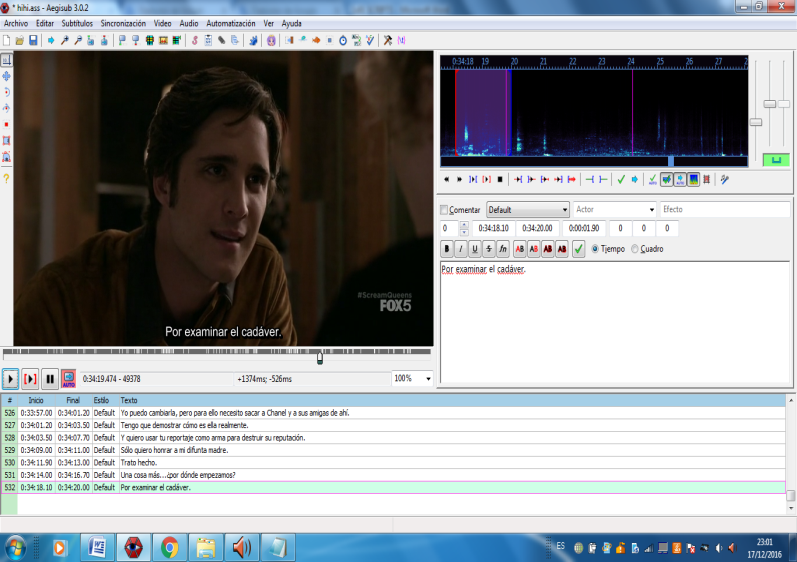 * hihi.ass - Aegisub 3.0.2
Archivo Editar Subtítulos Sincronización Video Audio Automatización Ver Ayuda
#ScreamQueens
FOX5
Por examinar el cadáver.
0:34:19.474 - 49378 +1374ms; -526ms 100%
0:34:18 19 20 21 22 23 24 25 26 27 2
Comentar Default Actor Efecto
0 0:34:18.10 0:34:20.00 0:00:01.90 0 0 0
B I U S fn AB AB AB AB Tiempo Cuadro
Por examinar el cadáver.
# Inicio Final Estilo Texto
526 0:33:57.00 0:34:01.20 Default Yo puedo cambiarla, pero para ello necesito sacar a Chanel y a sus amigas de ahí.
527 0:34:01.20 0:34:03.50 Default Tengo que demostrar cómo es ella realmente.
528 0:34:03.50 0:34:07.70 Default Y quiero usar tu reportaje como arma para destruir su reputación.
529 0:34:09.00 0:34:11.00 Default Sólo quiero honrar a mi difunta madre.
530 0:34:11.90 0:34:13.00 Default Trato hecho.
531 0:34:14.00 0:34:16.70 Default Una cosa más...¿por dónde empezamos?
532 0:34:18.10 0:34:20.00 Default Por examinar el cadáver.
ES
23:01
17/12/2016